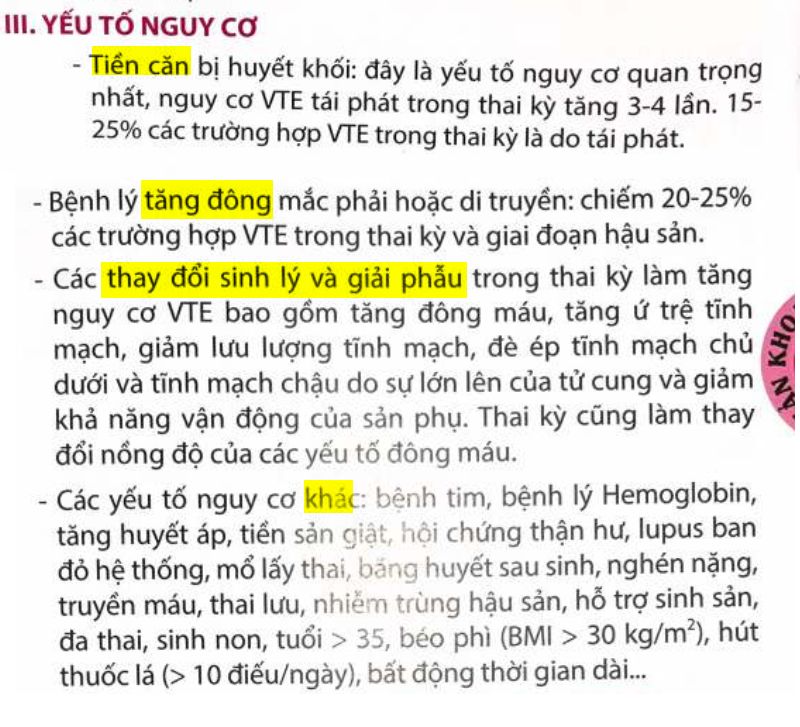 III. YẾU TỐ NGUY CƠ
- Tiền căn bị huyết khối: đây là yếu tố nguy cơ quan trọng
nhất, nguy cơ VTE tái phát trong thai kỳ tăng 3-4 lần. 15-
25% các trường hợp VTE trong thai kỳ là do tái phát.
- Bệnh lý tăng đông mắc phải hoặc di truyền: chiếm 20-25%
các trường hợp VTE trong thai kỳ và giai đoạn hậu sản.
- Các thay đổi sinh lý và giải phẫu trong thai kỳ làm tăng
nguy cơ VTE bao gồm tăng đông máu, tăng ứ trệ tĩnh
mạch, giảm lưu lượng tĩnh mạch, đè ép tĩnh mạch chủ
dưới và tĩnh mạch chậu do sự lớn lên của tử cung và giảm
khả năng vận động của sản phụ. Thai kỳ cũng làm thay
đổi nồng độ của các yếu tố đông máu.
- Các yếu tố nguy cơ khác: bệnh tim, bệnh lý Hemoglobin,
tăng huyết áp, tiền sản giật, hội chứng thận hư, lupus ban
đỏ hệ thống, mổ lấy thai, băng huyết sau sinh, nghén nặng,
truyền máu, thai lưu, nhiễm trùng hậu sản, hỗ trợ sinh sản,
đa thai, sinh non, tuổi > 35, béo phì (BMI > 30 kg/m²), hút
thuốc lá (> 10 điếu/ngày), bất động thời gian dài...